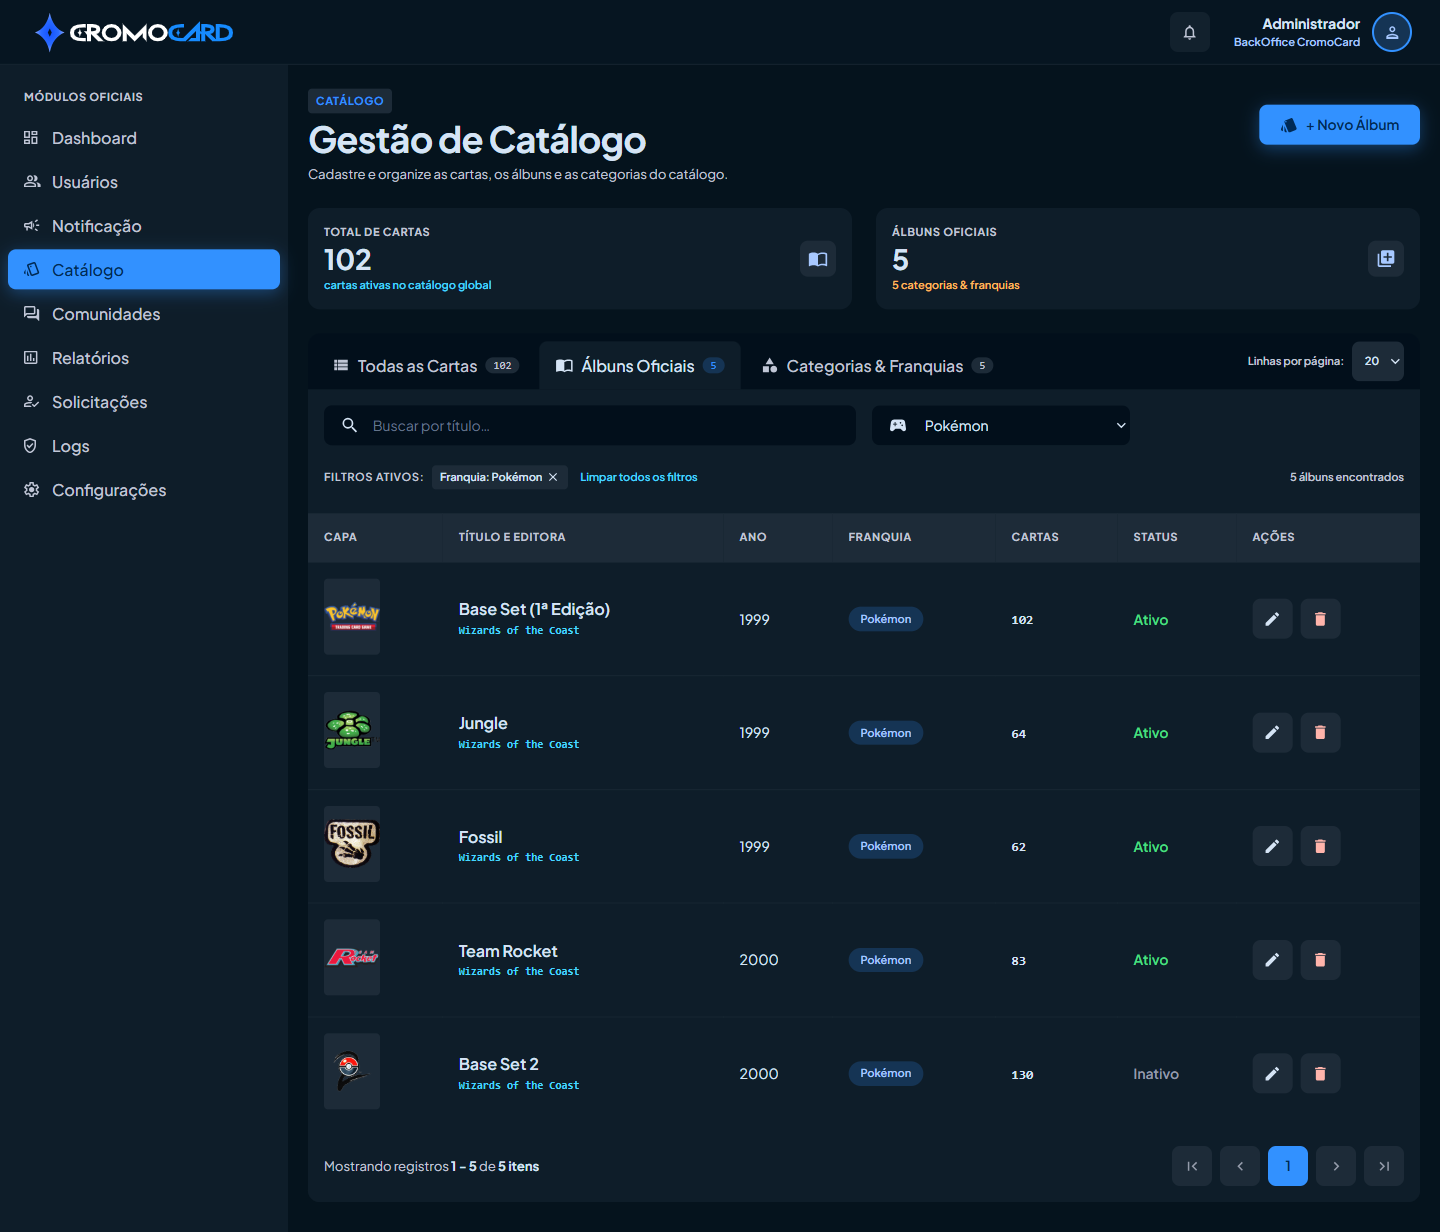 CROMOCARD
Administrador
BackOffice CromoCard
MÓDULOS OFICIAIS
Dashboard
Usuários
Notificação
Catálogo
Comunidades
Relatórios
Solicitações
Logs
Configurações
CATÁLOGO
Gestão de Catálogo
Cadastre e organize as cartas, os álbuns e as categorias do catálogo.
+ Novo Álbum
TOTAL DE CARTAS
102
cartas ativas no catálogo global
ÁLBUNS OFICIAIS
5
5 categorias & franquias
Todas as Cartas 102
Álbuns Oficiais 5
Categorias & Franquias 5
Linhas por página: 20
Buscar por título...
Pokémon
FILTROS ATIVOS: Franquia: Pokémon Limpar todos os filtros
5 álbuns encontrados
CAPA TÍTULO E EDITORA ANO FRANQUIA CARTAS STATUS AÇÕES
POKéMON
TRADING CARD GAME
Base Set (1ª Edição)
Wizards of the Coast
1999 Pokémon 102 Ativo
JUNGLE
Jungle
Wizards of the Coast
1999 Pokémon 64 Ativo
FOSSIL
Fossil
Wizards of the Coast
1999 Pokémon 62 Ativo
Rocket
Team Rocket
Wizards of the Coast
2000 Pokémon 83 Ativo
Base Set 2
Wizards of the Coast
2000 Pokémon 130 Inativo
Mostrando registros 1 - 5 de 5 itens
1